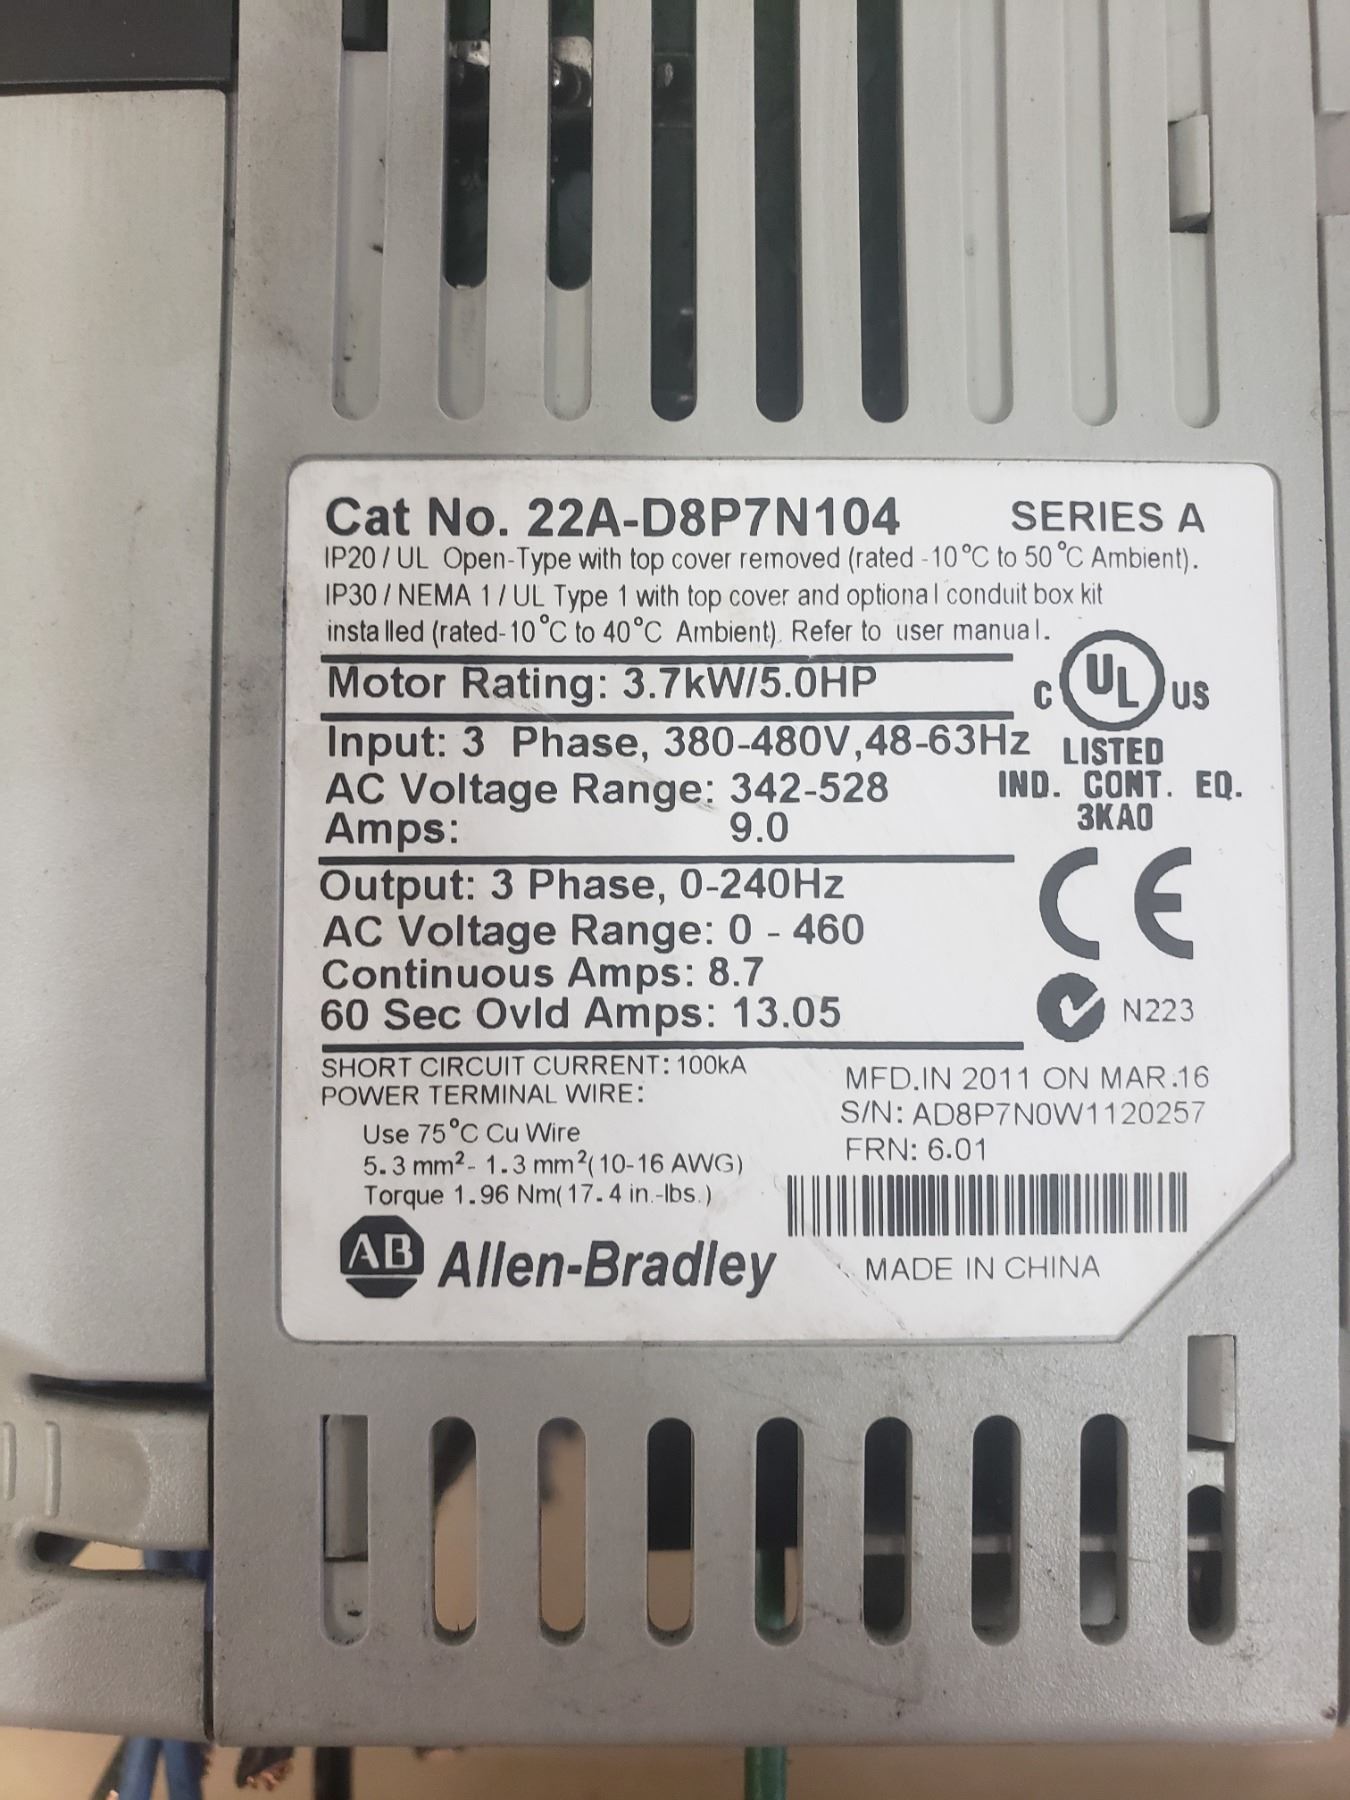 Cat No. 22A-D8P7N104 SERIES A
IP20 / UL Open-Type with top cover removed (rated -10°C to 50°C Ambient).
IP30 / NEMA 1 / UL Type 1 with top cover and optional conduit box kit
installed (rated-10°C to 40°C Ambient). Refer to user manual.
Motor Rating: 3.7kW/5.0HP
C UL US
Input: 3 Phase, 380-480V,48-63Hz
LISTED
AC Voltage Range: 342-528
IND. CONT. EQ.
Amps: 9.0
3KA0
Output: 3 Phase, 0-240Hz
CE
AC Voltage Range: 0 - 460
Continuous Amps: 8.7
60 Sec Ovld Amps: 13.05
N223
SHORT CIRCUIT CURRENT: 100kA
POWER TERMINAL WIRE:
Use 75°C Cu Wire
5.3 mm²- 1.3 mm²(10-16 AWG)
Torque 1.96 Nm(17.4 in.-lbs.)
MFD.IN 2011 ON MAR.16
S/N: AD8P7N0W1120257
FRN: 6.01
AB Allen-Bradley
MADE IN CHINA